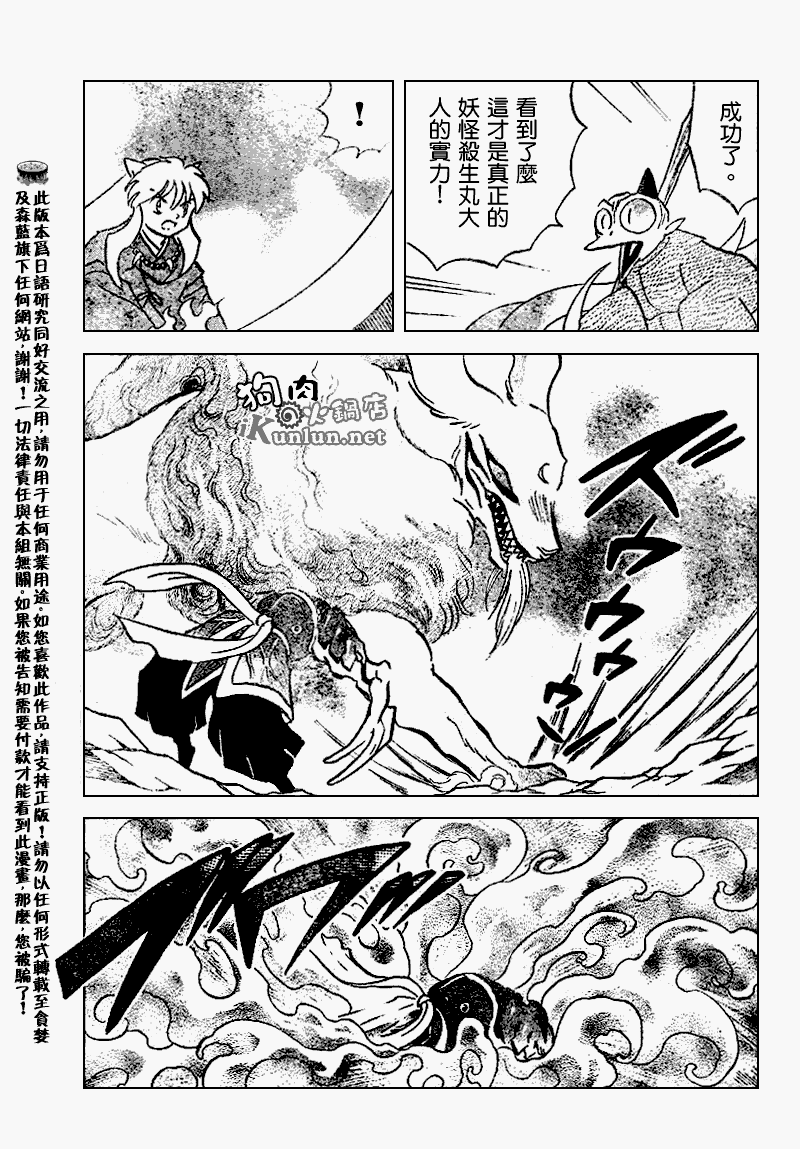 成功了。
看到了麼
這才是真正的
妖怪殺生丸大
人的實力!
!
狗肉火鍋店
iKunlun.net
ズウウウン
此版本爲日語研究同好交流之用,請勿用于任何商業用途。如您喜歡此作品,請支持正版!請勿以任何形式轉載至貪婪
及森藍旗下任何網站,謝謝!一切法律責任與本組無關。如果您被告知需要付款才能看到此漫畫,那麼,您被騙了!